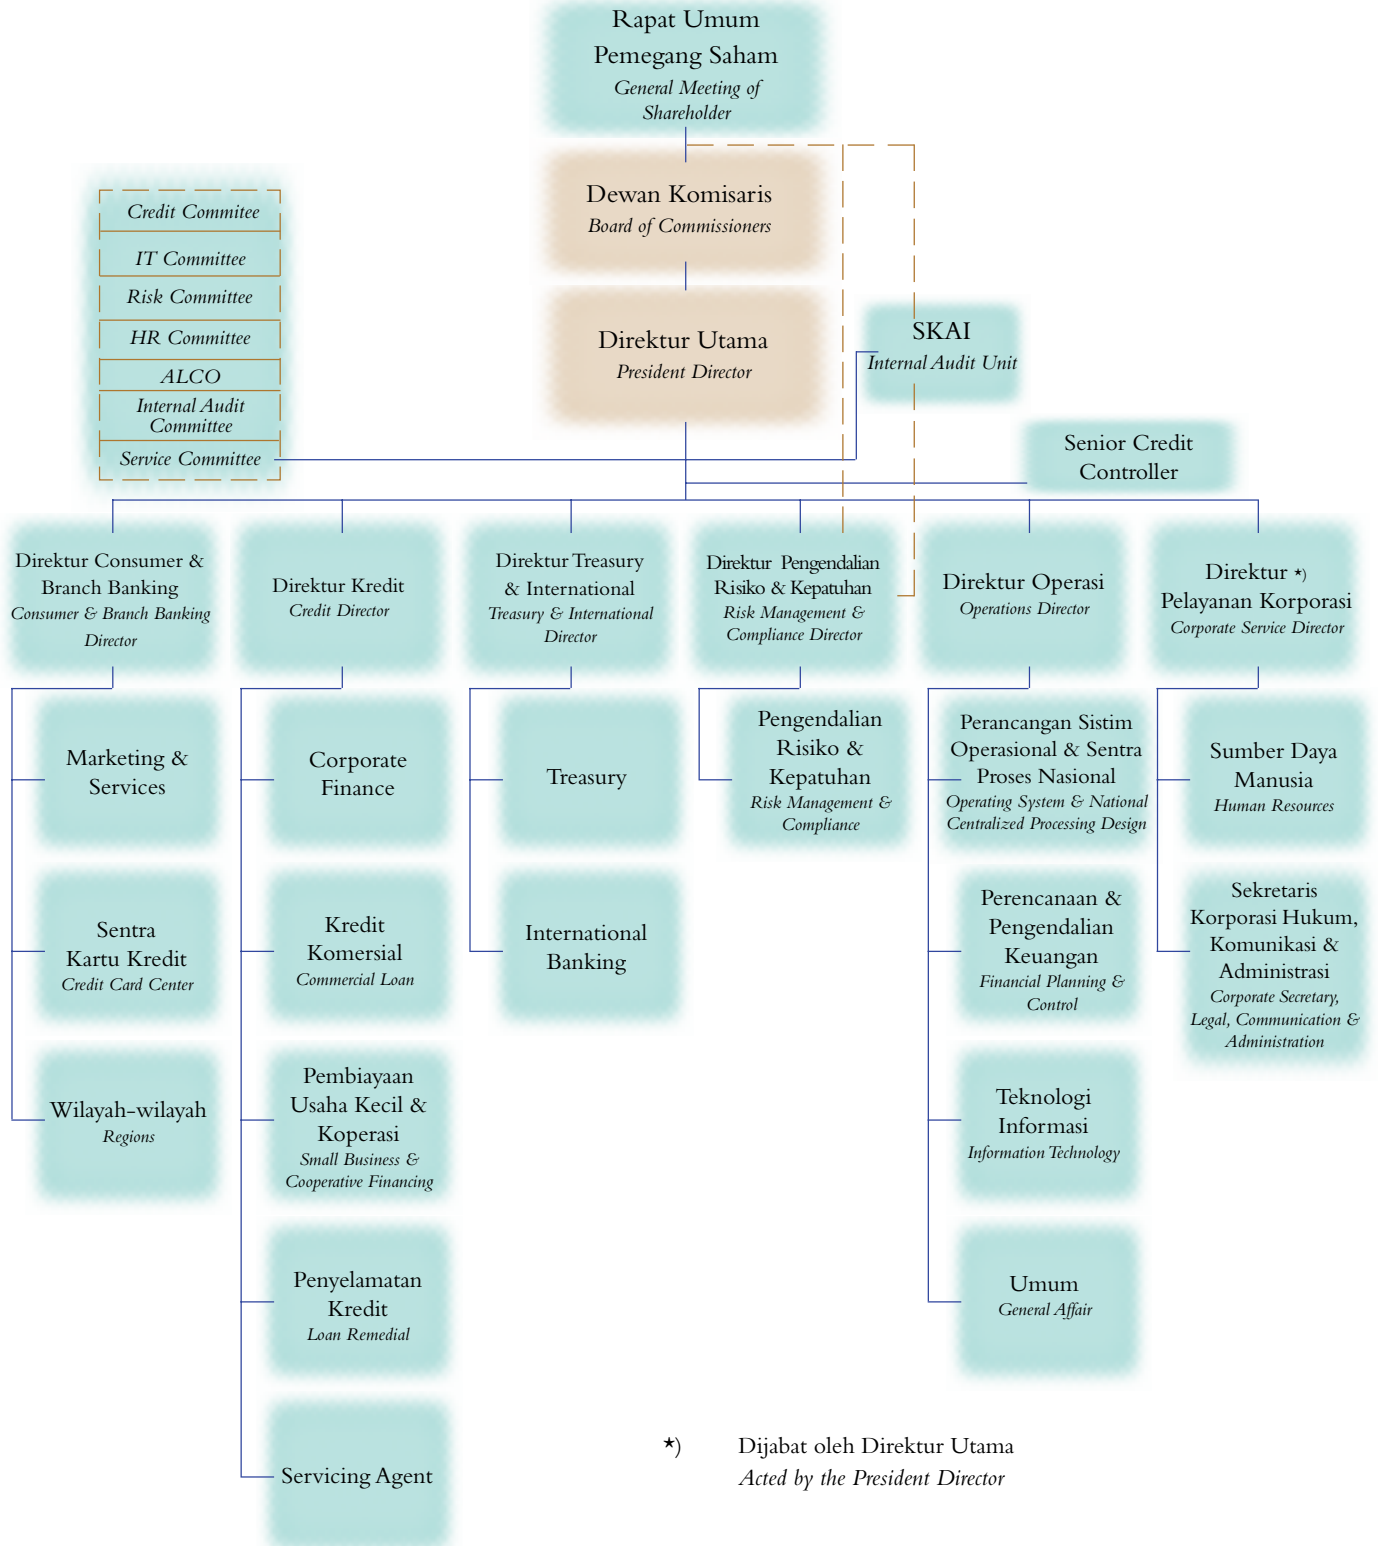 Rapat Umum
Pemegang Saham
General Meeting of
Shareholder
Dewan Komisaris
Board of Commissioners
Direktur Utama
President Director
Credit Commitee
IT Committee
Risk Committee
HR Committee
ALCO
Internal Audit
Committee
Service Committee
SKAI
Internal Audit Unit
Senior Credit
Controller
Direktur Consumer &
Branch Banking
Consumer & Branch Banking
Director
Direktur Kredit
Credit Director
Direktur Treasury
& International
Treasury & International
Director
Direktur Pengendalian
Risiko & Kepatuhan
Risk Management &
Compliance Director
Direktur Operasi
Operations Director
Direktur *)
Pelayanan Korporasi
Corporate Service Director
Marketing &
Services
Sentra
Kartu Kredit
Credit Card Center
Wilayah-wilayah
Regions
Corporate
Finance
Kredit
Komersial
Commercial Loan
Pembiayaan
Usaha Kecil &
Koperasi
Small Business &
Cooperative Financing
Penyelamatan
Kredit
Loan Remedial
Servicing Agent
Treasury
International
Banking
Pengendalian
Risiko &
Kepatuhan
Risk Management &
Compliance
Perancangan Sistim
Operasional & Sentra
Proses Nasional
Operating System & National
Centralized Processing Design
Perencanaan &
Pengendalian
Keuangan
Financial Planning &
Control
Teknologi
Informasi
Information Technology
Umum
General Affair
Sumber Daya
Manusia
Human Resources
Sekretaris
Korporasi Hukum,
Komunikasi &
Administrasi
Corporate Secretary,
Legal, Communication &
Administration
*) Dijabat oleh Direktur Utama
Acted by the President Director